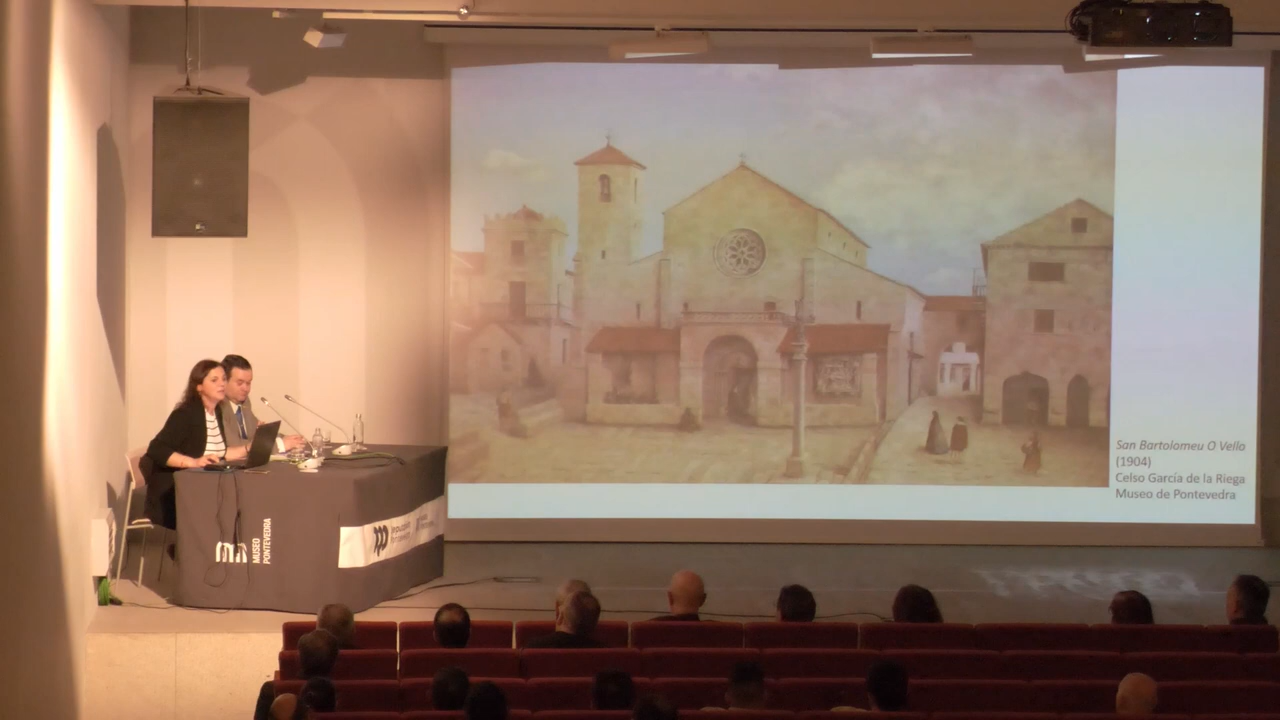 San Bartolomeu O Vello
(1904)
Celso García de la Riega
Museo de Pontevedra
MUSEO
PONTEVEDRA